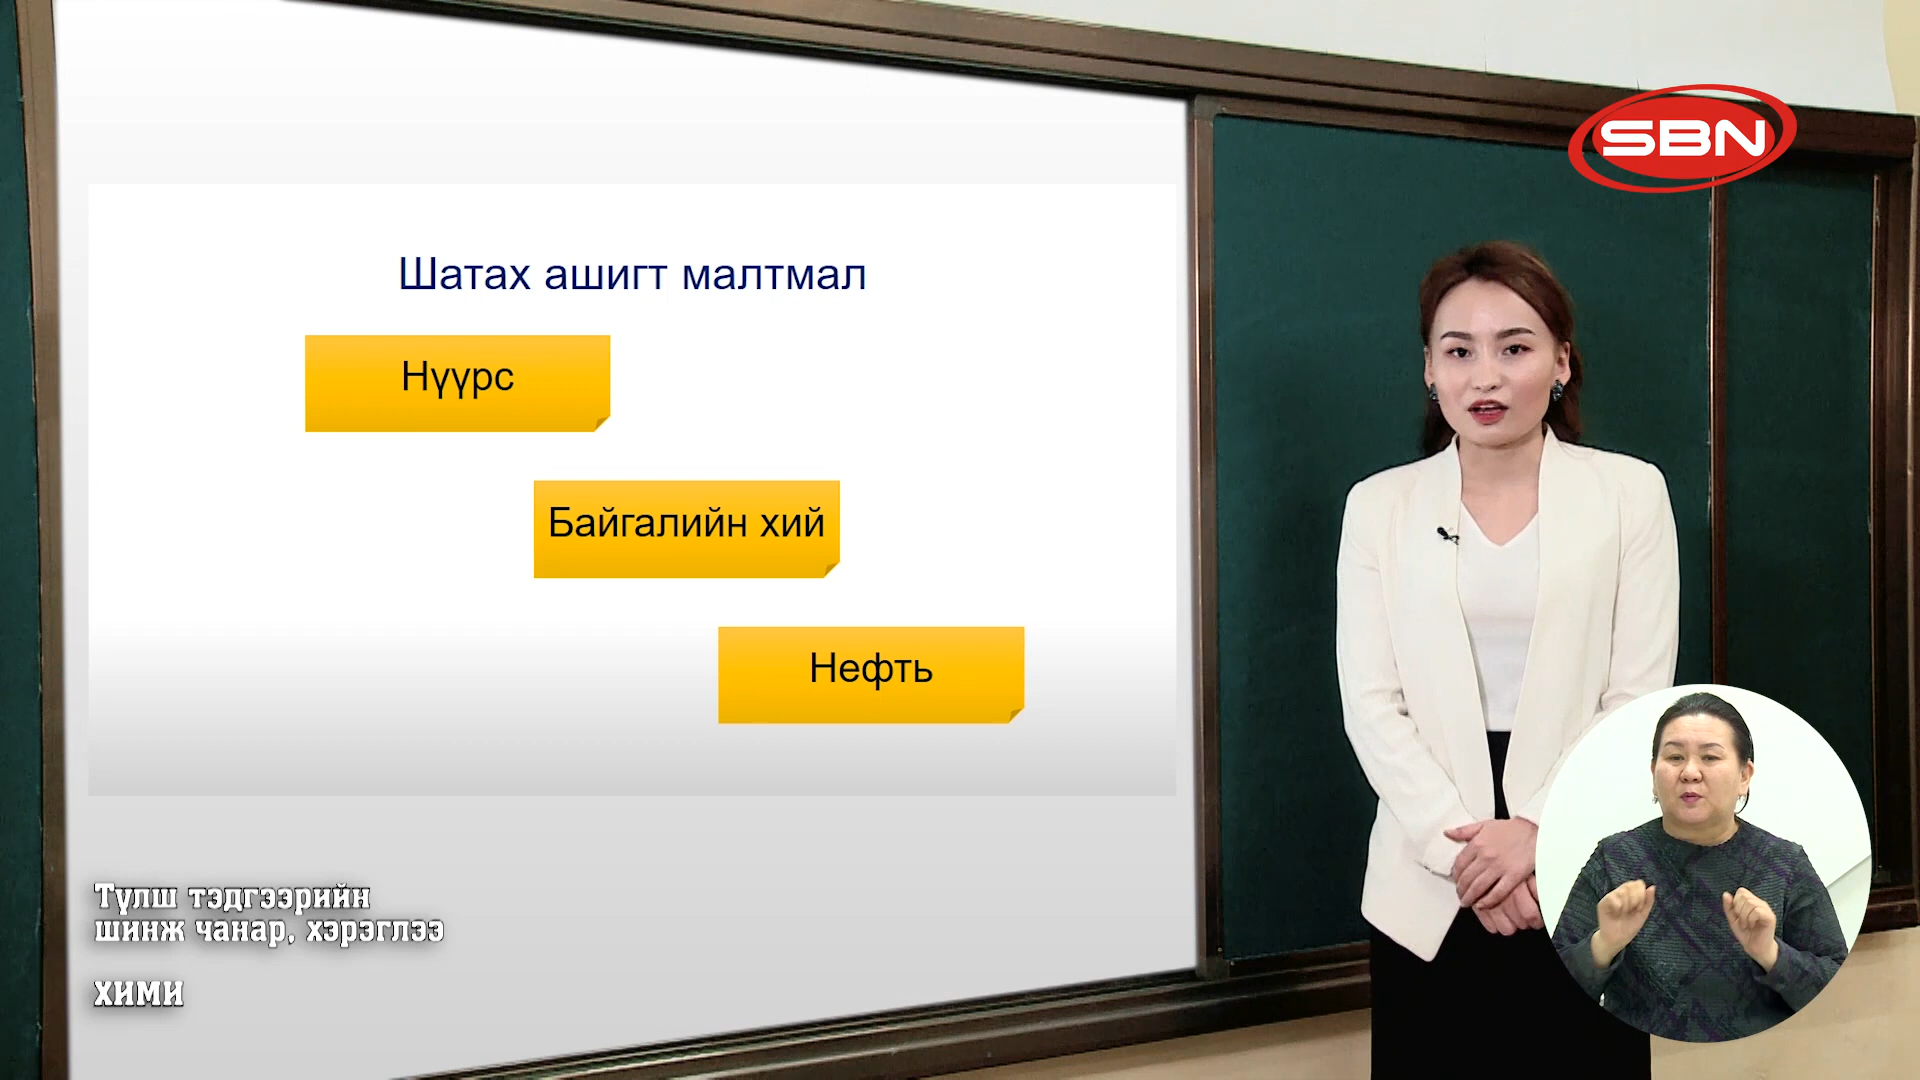 SBN
Шатах ашигт малтмал
Нүүрс
Байгалийн хий
Нефть
Түлш тэдгээрийн
шинж чанар, хэрэглээ
ХИМИ